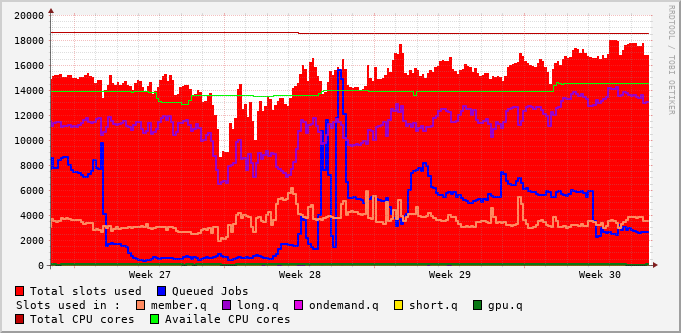 20000
18000
16000
14000
12000
10000
8000
6000
4000
2000
0
Week 27 Week 28 Week 29 Week 30
Total slots used Queued Jobs
Slots used in : member.q long.q ondemand.q short.q gpu.q
Total CPU cores Availale CPU cores
RRDTOOL / TOBI OETIKER